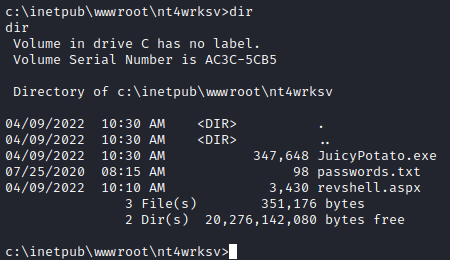 c:\inetpub\wwwroot\nt4wrksv>dir
dir
 Volume in drive C has no label.
 Volume Serial Number is AC3C-5CB5

 Directory of c:\inetpub\wwwroot\nt4wrksv

04/09/2022  10:30 AM    <DIR>          .
04/09/2022  10:30 AM    <DIR>          ..
04/09/2022  10:30 AM           347,648 JuicyPotato.exe
07/25/2020  08:15 AM                98 passwords.txt
04/09/2022  10:10 AM             3,430 revshell.aspx
               3 File(s)        351,176 bytes
               2 Dir(s)  20,276,142,080 bytes free

c:\inetpub\wwwroot\nt4wrksv>